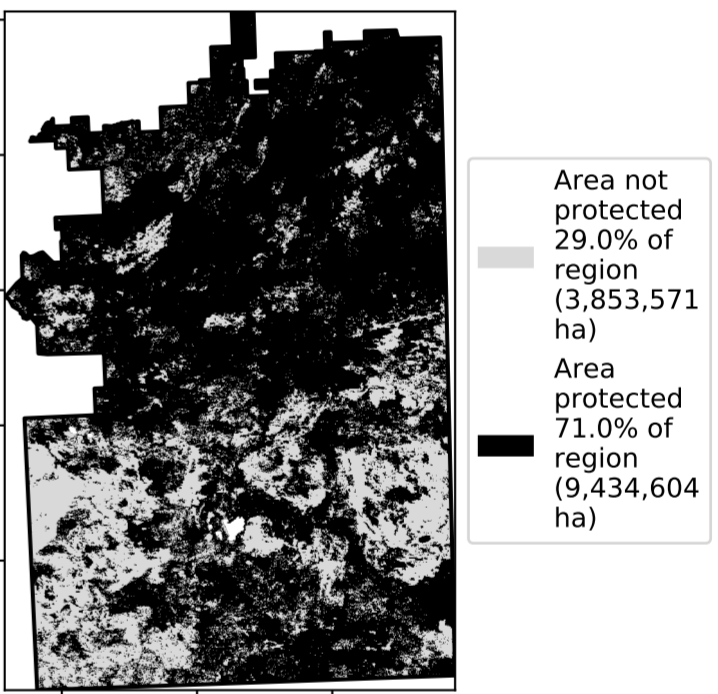 Area not
protected
29.0% of
region
(3,853,571
ha)
Area
protected
71.0% of
region
(9,434,604
ha)